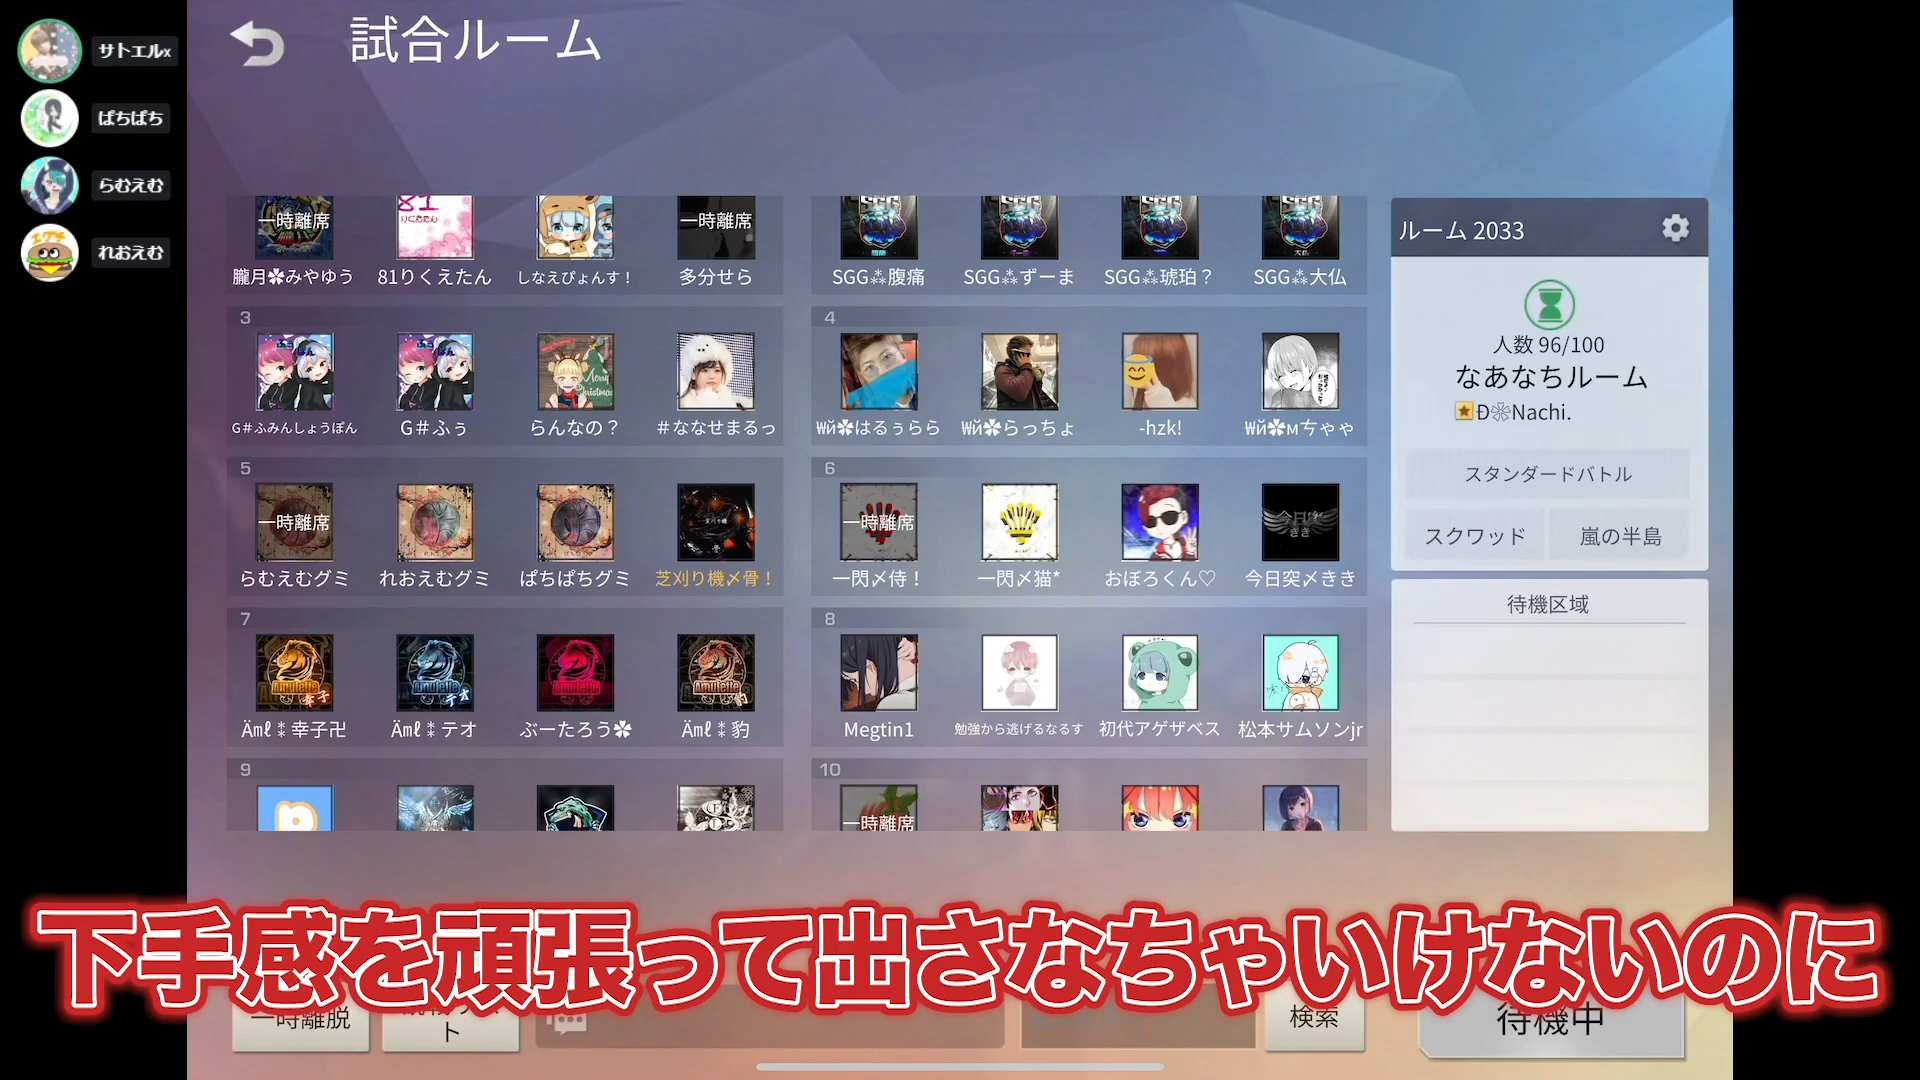 サトエルx
ぱちぱち
らむえむ
れおえむ
試合ルーム
一時離席
一時離席
朧月✿みやゆう
81りくえたん
しなえぴょんす！
多分せら
SGG⁂腹痛
SGG⁂ずーま
SGG⁂琥珀？
SGG⁂大仏
3
G＃ふみんしょうぽん
G＃ふぅ
らんなの？
＃ななせまるっ
4
₩й✿はるぅらら
₩й✿らっちょ
-hzk!
₩й✿мちゃゃ
5
一時離席
らむえむグミ
れおえむグミ
ぱちぱちグミ
芝刈り機〆骨！
6
一時離席
一閃〆侍！
一閃〆猫*
おぼろくん♡
今日突〆きき
7
Ämℓ⁑幸子卍
Ämℓ⁑テオ
ぶーたろう✿
Ämℓ⁑豹
8
Megtin1
勉強から逃げるなるす
初代アゲザベス
松本サムソンjr
9
10
一時離席
ルーム 2033
人数 96/100
なあなちルーム
Ð❊Nachi.
スタンダードバトル
スクワッド
嵐の半島
待機区域
下手感を頑張って出さなちゃいけないのに
一時離脱
ト
検索
待機中